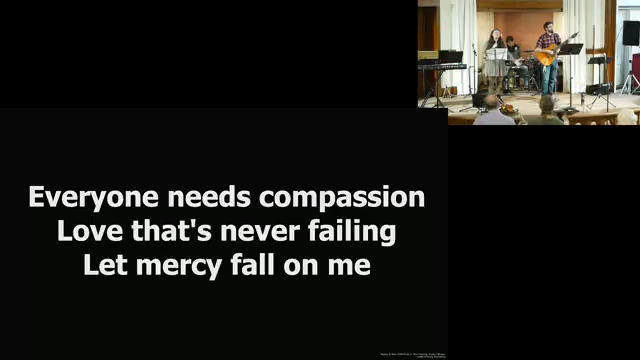 Everyone needs compassion
Love that's never failing
Let mercy fall on me